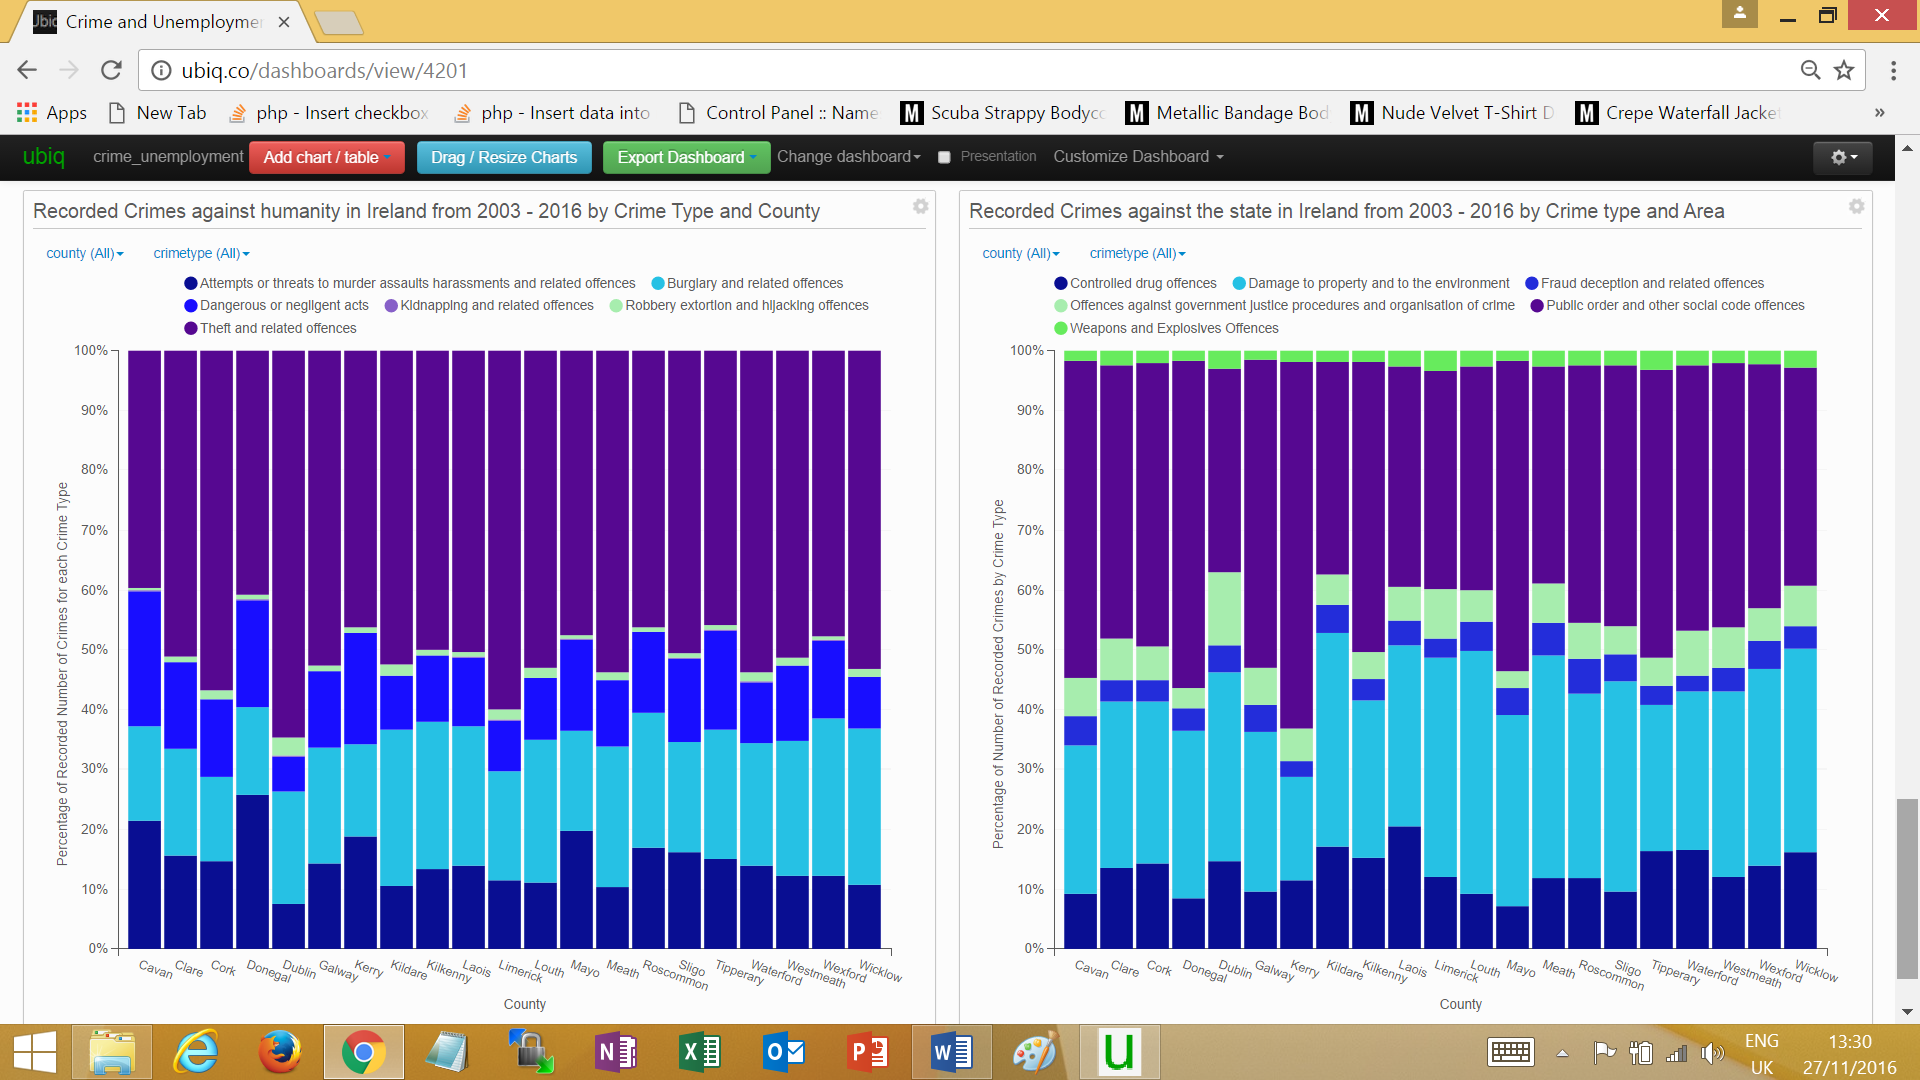 Ubiq Crime and Unemployme
ubiq.co/dashboards/view/4201
Apps New Tab php - Insert checkbox php - Insert data into Control Panel :: Name M Scuba Strappy Bodyco M Metallic Bandage Bod M Nude Velvet T-Shirt D M Crepe Waterfall Jacket »
ubiq crime_unemployment Add chart / table Drag / Resize Charts Export Dashboard Change dashboard Presentation Customize Dashboard
Recorded Crimes against humanity in Ireland from 2003 - 2016 by Crime Type and County
county (All) crimetype (All)
Attempts or threats to murder assaults harassments and related offences Burglary and related offences
Dangerous or negligent acts Kidnapping and related offences Robbery extortion and hijacking offences
Theft and related offences
Percentage of Recorded Number of Crimes for each Crime Type
100%
90%
80%
70%
60%
50%
40%
30%
20%
10%
0%
Cavan Clare Cork Donegal Dublin Galway Kerry Kildare Kilkenny Laois Limerick Louth Mayo Meath Roscommon Sligo Tipperary Waterford Westmeath Wexford Wicklow
County
Recorded Crimes against the state in Ireland from 2003 - 2016 by Crime type and Area
county (All) crimetype (All)
Controlled drug offences Damage to property and to the environment Fraud deception and related offences
Offences against government justice procedures and organisation of crime Public order and other social code offences
Weapons and Explosives Offences
Percentage of Number of Recorded Crimes by Crime Type
100%
90%
80%
70%
60%
50%
40%
30%
20%
10%
0%
Cavan Clare Cork Donegal Dublin Galway Kerry Kildare Kilkenny Laois Limerick Louth Mayo Meath Roscommon Sligo Tipperary Waterford Westmeath Wexford Wicklow
County
ENG 13:30
UK 27/11/2016